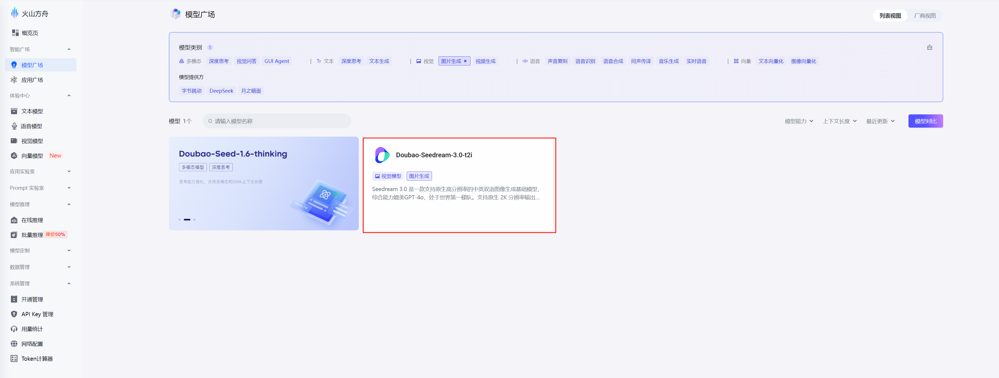 火山方舟
概览页
智能广场
模型广场
应用广场
体验中心
文本模型
语音模型
视觉模型
向量模型 New
应用实验室
Prompt 实验室
模型推理
在线推理
批量推理 降价50%
模型定制
数据管理
系统管理
开通管理
API Key 管理
用量统计
网络配置
Token计算器
模型广场
列表视图 厂商视图
模型类别 1
多模态 深度思考 视觉问答 GUI Agent | 文本 深度思考 文本生成 | 视觉 图片生成 × 视频生成 | 语音 声音复刻 语音识别 语音合成 同声传译 音乐生成 实时语音 | 向量 文本向量化 图像向量化
模型提供方
字节跳动 DeepSeek 月之暗面
模型 1个 请输入模型名称 模型能力 上下文长度 最近更新 模型对比
Doubao-Seed-1.6-thinking
多模态模型 深度思考
思考能力强化，支持多模态和256k上下文长度
Doubao-Seedream-3.0-t2i
视觉模型 图片生成
Seedream 3.0 是一款支持原生高分辨率的中英双语图像生成基础模型，
综合能力媲美GPT-4o，处于世界第一梯队。支持原生 2K 分辨率输出...